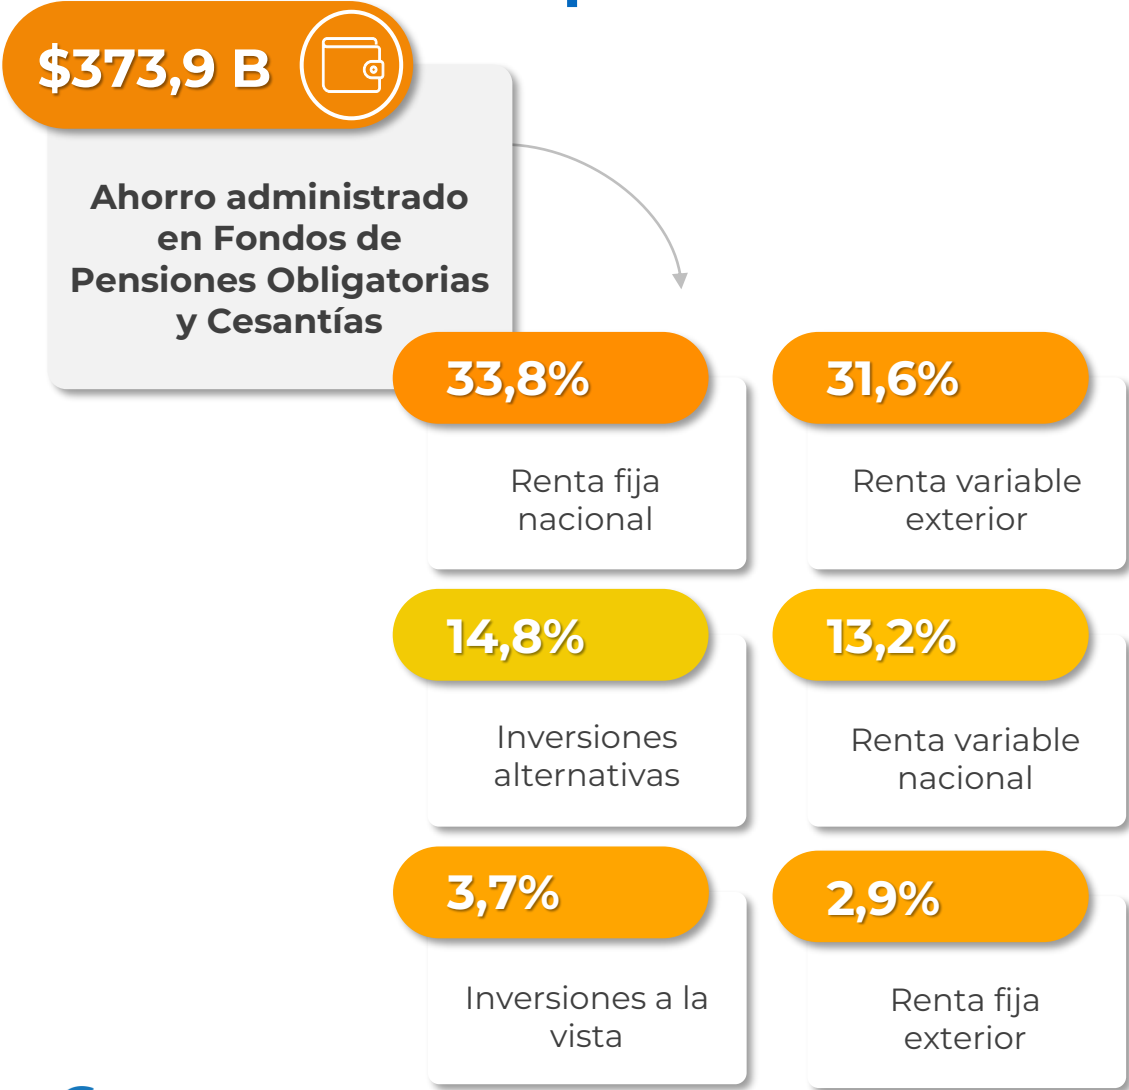 $373,9 B
Ahorro administrado
en Fondos de
Pensiones Obligatorias
y Cesantías
33,8%
Renta fija
nacional
31,6%
Renta variable
exterior
14,8%
Inversiones
alternativas
13,2%
Renta variable
nacional
3,7%
Inversiones a la
vista
2,9%
Renta fija
exterior